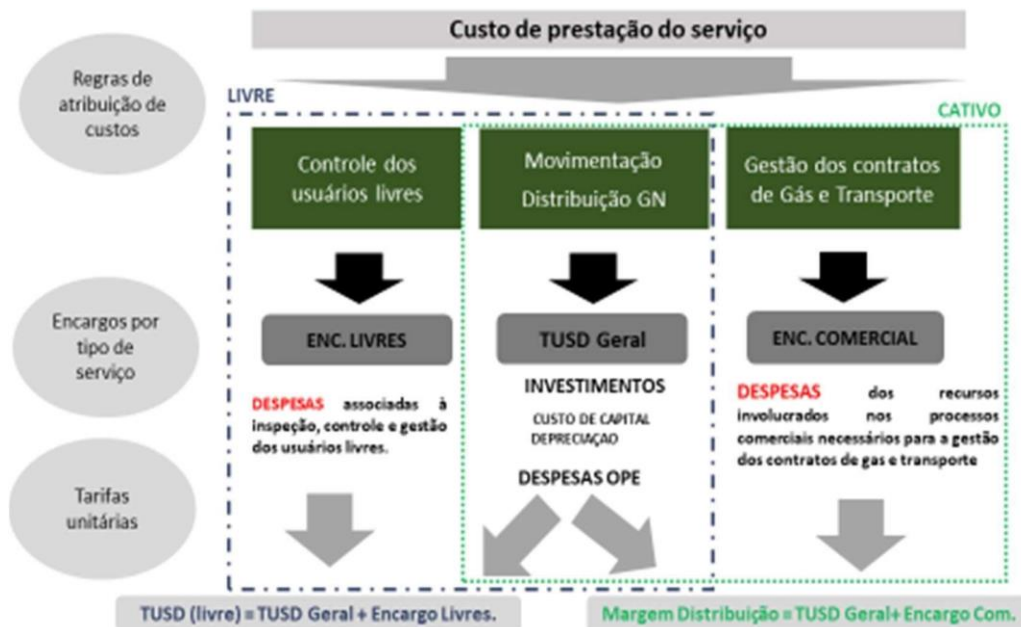 Custo de prestação do serviço
Regras de
atribuição de
custos
LIVRE
CATIVO
Controle dos
usuários livres
Movimentação
Distribuição GN
Gestão dos contratos
de Gás e Transporte
Encargos por
tipo de
serviço
ENC. LIVRES
TUSD Geral
ENC. COMERCIAL
DESPESAS associadas à
inspeção, controle e gestão
dos usuários livres.
INVESTIMENTOS
CUSTO DE CAPITAL
DEPRECIAÇAO
DESPESAS OPE
DESPESAS dos recursos
involucrados nos processos
comerciais necessários para a gestão
dos contratos de gas e transporte
Tarifas
unitárias
TUSD (livre) = TUSD Geral + Encargo Livres.
Margem Distribuição = TUSD Geral+ Encargo Com.